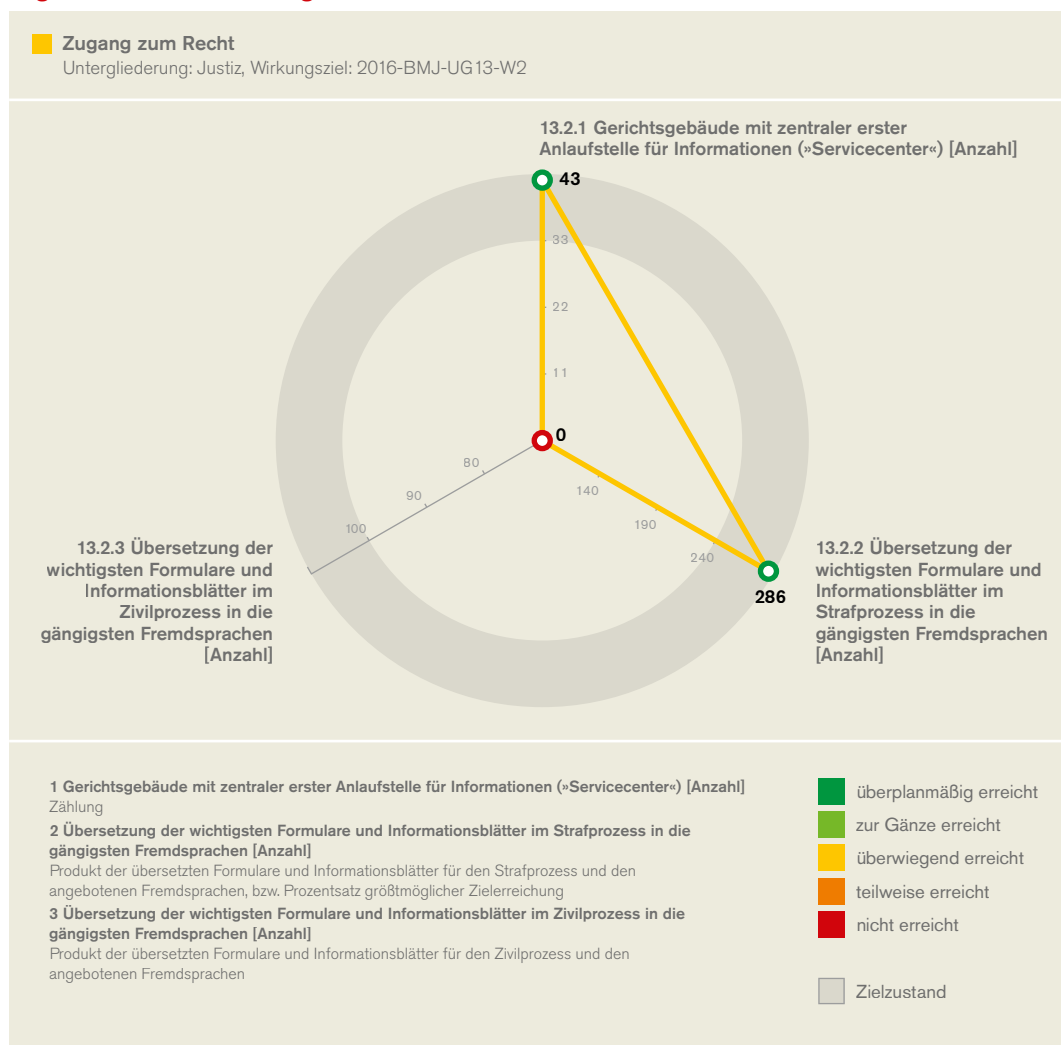 Zugang zum Recht
Untergliederung: Justiz, Wirkungsziel: 2016-BMJ-UG 13-W2
13.2.1 Gerichtsgebäude mit zentraler erster
Anlaufstelle für Informationen (»Servicecenter«) [Anzahl]
43
33
22
11
0
80
90
100
140
190
240
286
13.2.3 Übersetzung der
wichtigsten Formulare und
Informationsblätter im
Zivilprozess in die
gängigsten Fremdsprachen
[Anzahl]
13.2.2 Übersetzung der
wichtigsten Formulare und
Informationsblätter im
Strafprozess in die
gängigsten Fremdsprachen
[Anzahl]
1 Gerichtsgebäude mit zentraler erster Anlaufstelle für Informationen (»Servicecenter«) [Anzahl]
Zählung
2 Übersetzung der wichtigsten Formulare und Informationsblätter im Strafprozess in die
gängigsten Fremdsprachen [Anzahl]
Produkt der übersetzten Formulare und Informationsblätter für den Strafprozess und den
angebotenen Fremdsprachen, bzw. Prozentsatz größtmöglicher Zielerreichung
3 Übersetzung der wichtigsten Formulare und Informationsblätter im Zivilprozess in die
gängigsten Fremdsprachen [Anzahl]
Produkt der übersetzten Formulare und Informationsblätter für den Zivilprozess und den
angebotenen Fremdsprachen
überplanmäßig erreicht
zur Gänze erreicht
überwiegend erreicht
teilweise erreicht
nicht erreicht
Zielzustand